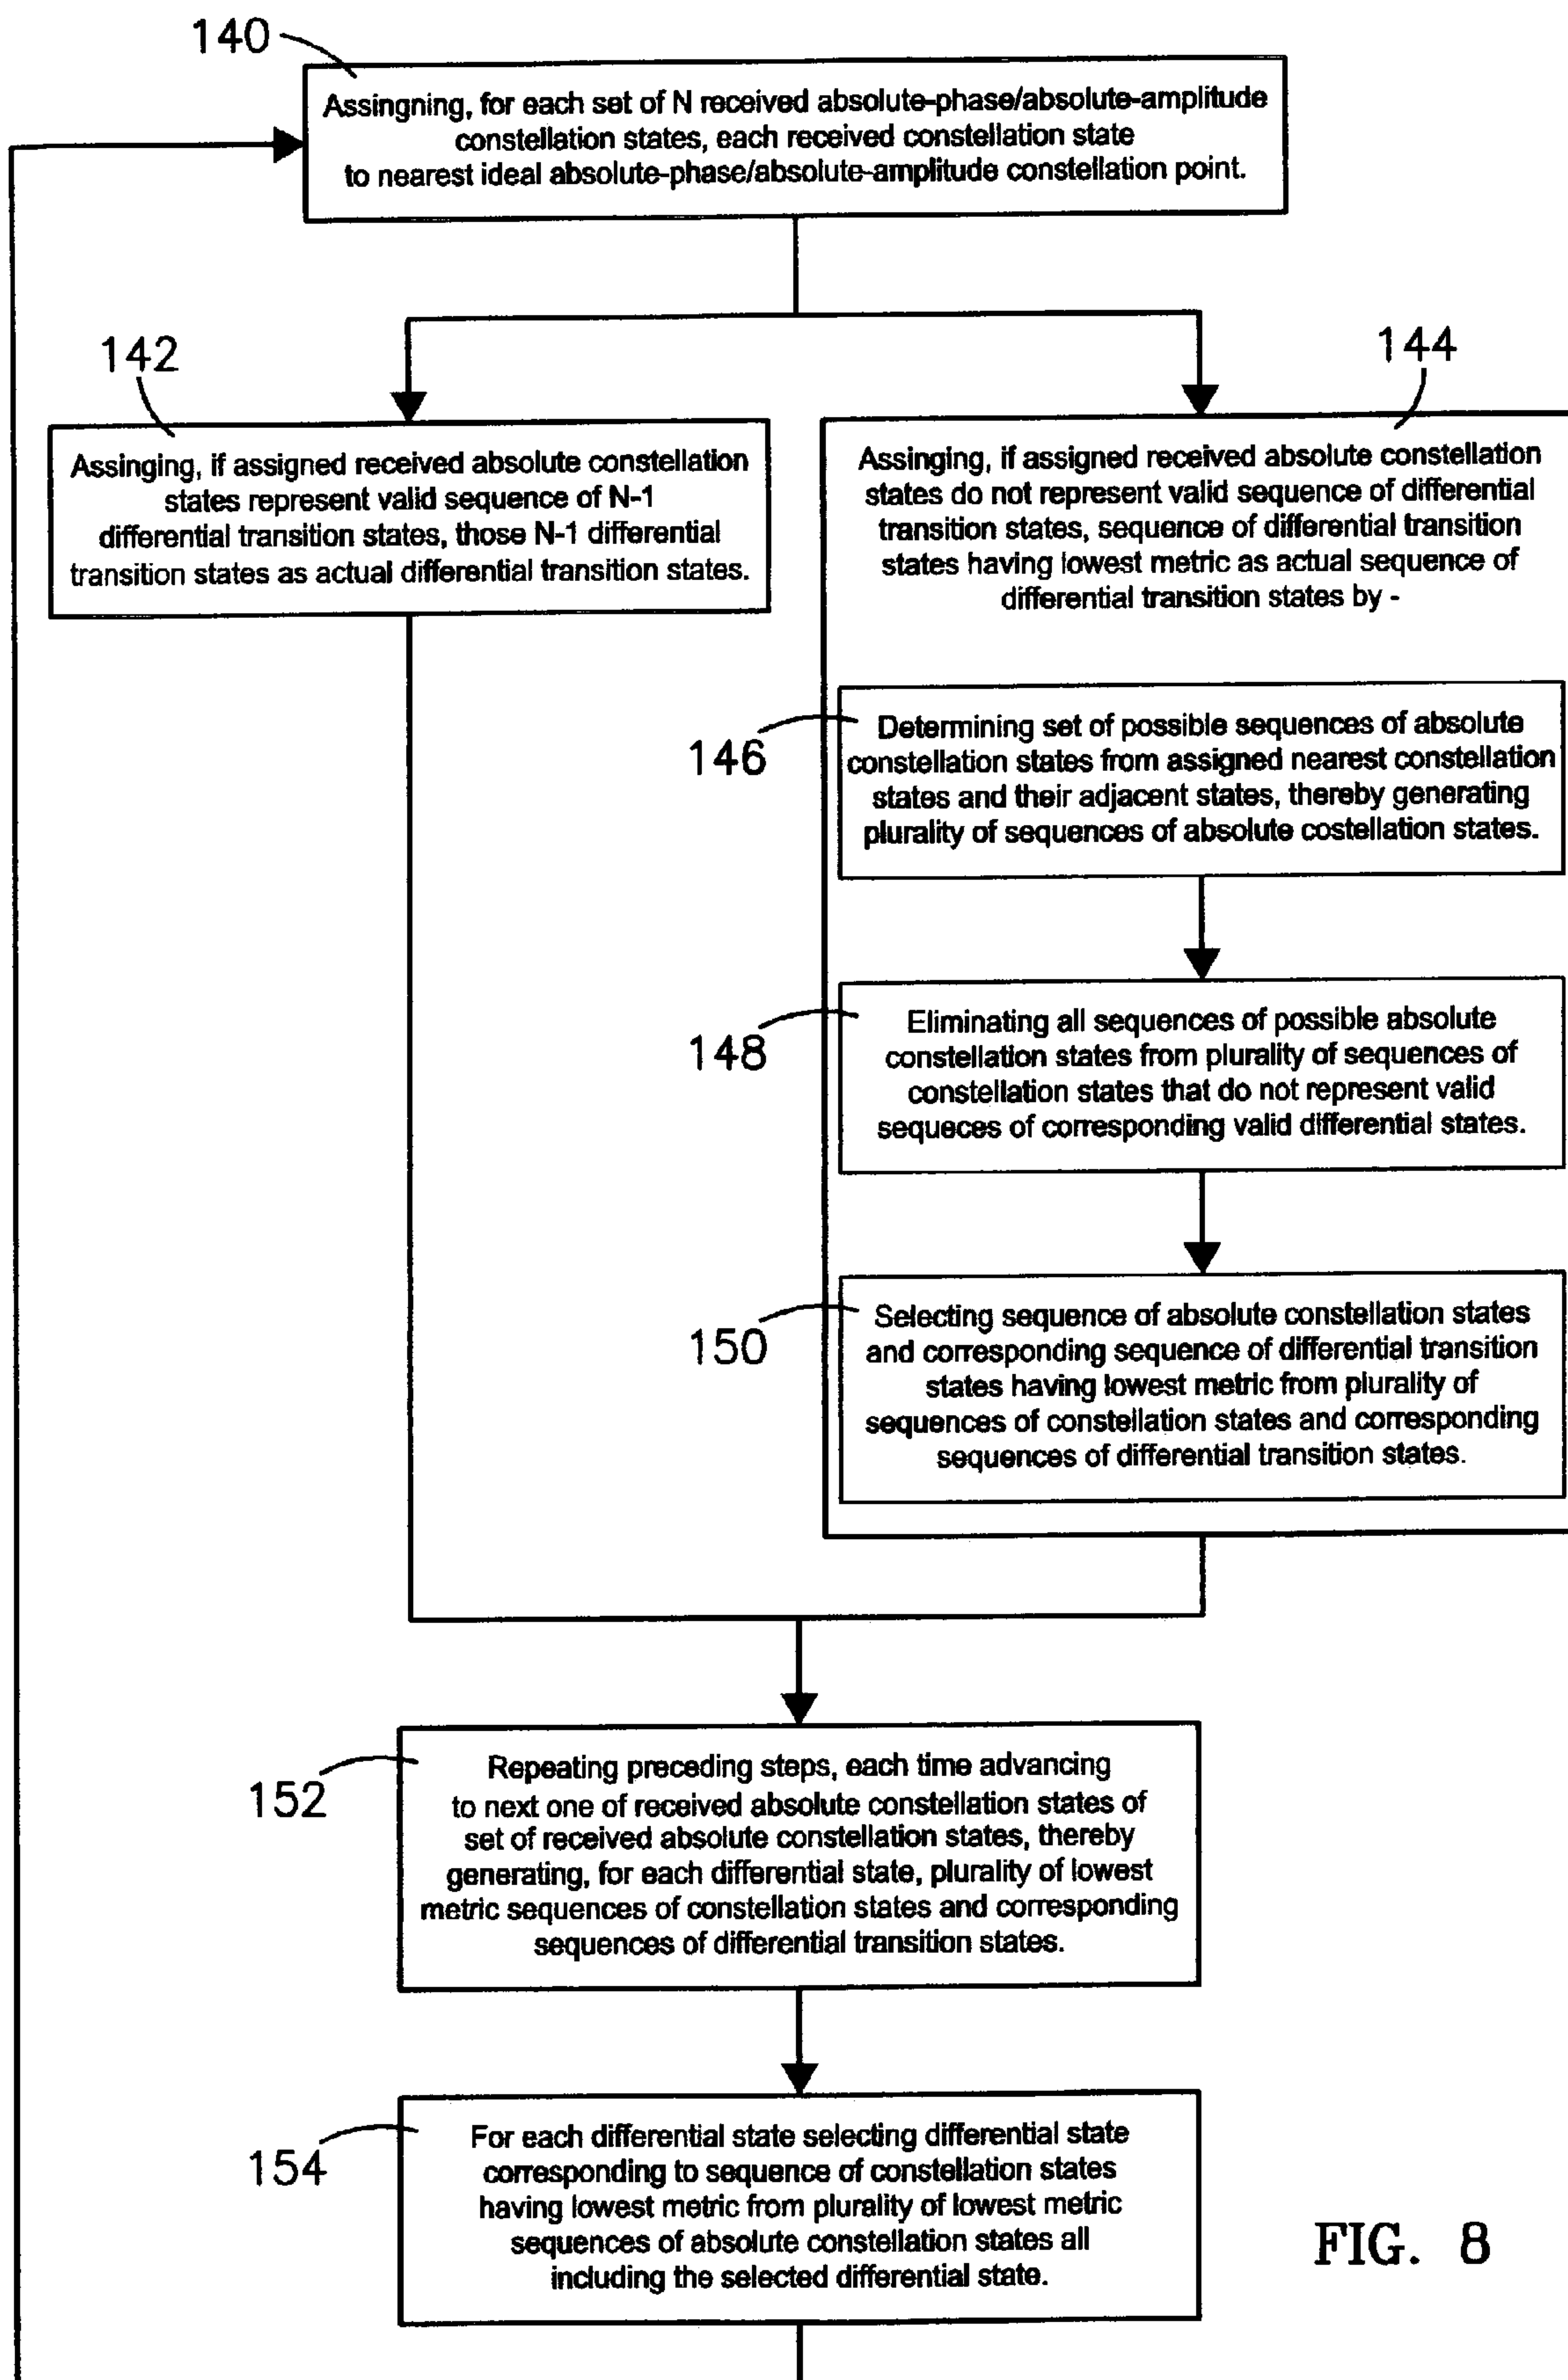 140
Assingning, for each set of N received absolute-phase/absolute-amplitude
constellation states, each received constellation state
to nearest ideal absolute-phase/absolute-amplitude constellation point.
142
Assinging, if assigned received absolute constellation
states represent valid sequence of N-1
differential transition states, those N-1 differential
transition states as actual differential transition states.
144
Assinging, if assigned received absolute constellation
states do not represent valid sequence of differential
transition states, sequence of differential transition
states having lowest metric as actual sequence of
differential transition states by -
146
Determining set of possible sequences of absolute
constellation states from assigned nearest constellation
states and their adjacent states, thereby generating
plurality of sequences of absolute costellation states.
148
Eliminating all sequences of possible absolute
constellation states from plurality of sequences of
constellation states that do not represent valid
sequeces of corresponding valid differential states.
150
Selecting sequence of absolute constellation states
and corresponding sequence of differential transition
states having lowest metric from plurality of
sequences of constellation states and corresponding
sequences of differential transition states.
152
Repeating preceding steps, each time advancing
to next one of received absolute constellation states of
set of received absolute constellation states, thereby
generating, for each differential state, plurality of lowest
metric sequences of constellation states and corresponding
sequences of differential transition states.
154
For each differential state selecting differential state
corresponding to sequence of constellation states
having lowest metric from plurality of lowest metric
sequences of absolute constellation states all
including the selected differential state.
FIG. 8